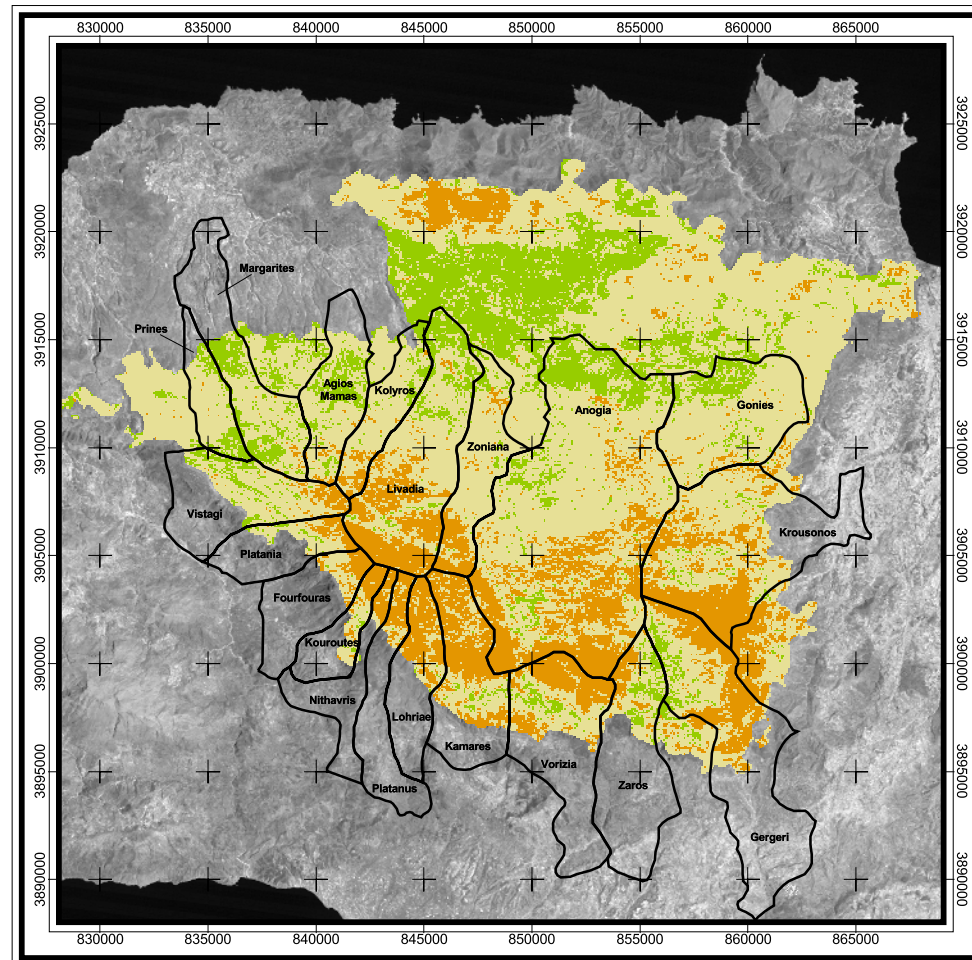 830000 835000 840000 845000 850000 855000 860000 865000
3925000 3925000
3920000 3920000
Margarites
Prines
3915000 3915000
Agios
Mamas
Kolyros
Anogia
Gonies
3910000 3910000
Zoniana
Livadia
Vistagi
Krousonos
3905000 3905000
Platania
Fourfouras
Kouroutes
3900000 3900000
Nithavris
Lohriae
Kamares
Vorizia
3895000 3895000
Zaros
Platanus
Gergeri
3890000 3890000
830000 835000 840000 845000 850000 855000 860000 865000